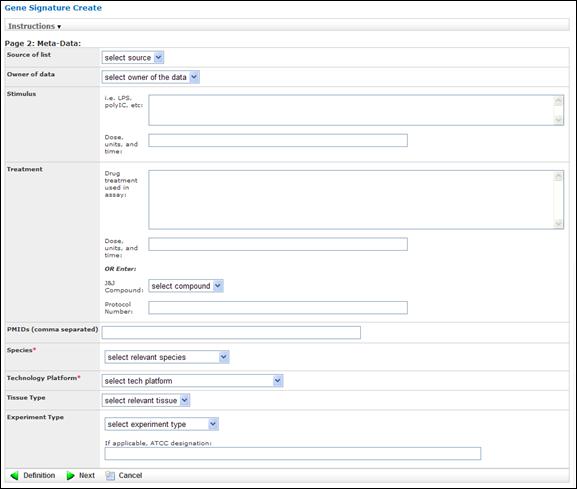 Gene Signature Create
Instructions ▾
Page 2: Meta-Data:
Source of list
select source
Owner of data
select owner of the data
Stimulus
i.e. LPS,
polyIC, etc:
Dose,
units, and
time:
Treatment
Drug
treatment
used in
assay:
Dose,
units, and
time:
OR Enter:
J&J
Compound:
select compound
Protocol
Number:
PMIDs (comma separated)
Species*
select relevant species
Technology Platform*
select tech platform
Tissue Type
select relevant tissue
Experiment Type
select experiment type
If applicable, ATCC designation:
Definition Next Cancel